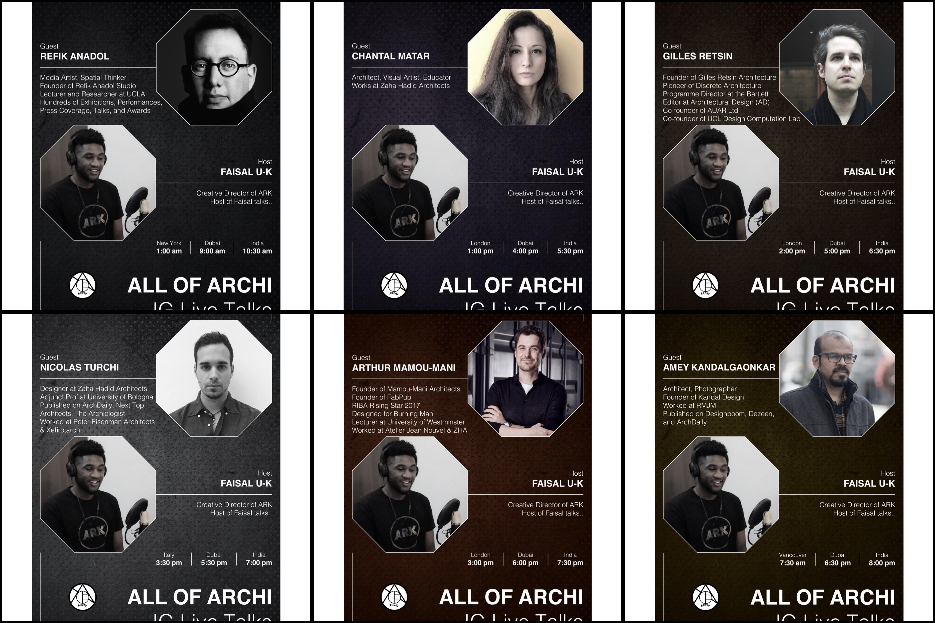 Guest
REFIK ANADOL
Media Artist, Spatial Thinker
Founder of Refik Anadol Studio
Lecturer and Researcher at UCLA
Hundreds of Exhibitions, Performances,
Press Coverage, Talks, and Awards
Host
FAISAL U-K
Creative Director of ARK
Host of Faisal talks..
ARK
New York Dubai India
1:00 am 9:00 am 10:30 am
ALL OF ARCHI
IG Live Talks
Guest
CHANTAL MATAR
Architect, Visual Artist, Educator
Works at Zaha Hadid Architects
Host
FAISAL U-K
Creative Director of ARK
Host of Faisal talks..
ARK
London Dubai India
1:00 pm 4:00 pm 5:30 pm
ALL OF ARCHI
IG Live Talks
Guest
GILLES RETSIN
Founder of Gilles Retsin Architecture
Pioneer of Discrete Architecture
Programme Director at the Bartlett
Editor at Architectural Design (AD)
Co-founder of AUAR Ltd
Co-founder of UCL Design Computation Lab
Host
FAISAL U-K
Creative Director of ARK
Host of Faisal talks..
ARK
London Dubai India
2:00 pm 5:00 pm 6:30 pm
ALL OF ARCHI
IG Live Talks
Guest
NICOLAS TURCHI
Designer at Zaha Hadid Architects
Adjunct Prof at University of Bologna
Published on ArchDaily, Next Top
Architects, The Archiologist
Worked at Peter Eisenman Architects
Host
FAISAL U-K
Creative Director of ARK
Host of Faisal talks..
ARK
Italy Dubai India
3:30 pm 5:30 pm 7:00 pm
ALL OF ARCHI
IG Live Talks
Guest
ARTHUR MAMOU-MANI
Founder of Mamou-Mani Architects
Founder of FabPub
RIBA Rising Star 2017
Designed for Burning Man
Lecturer at University of Westminster
Worked at Atelier Jean Nouvel & ZHA
Host
FAISAL U-K
Creative Director of ARK
Host of Faisal talks..
ARK
London Dubai India
3:00 pm 6:00 pm 7:30 pm
ALL OF ARCHI
IG Live Talks
Guest
AMEY KANDALGAONKAR
Architect, Photographer
Founder of Kandal Design
Worked at RMJM
Published on Designboom, Dezeen,
and ArchDaily
Host
FAISAL U-K
Creative Director of ARK
Host of Faisal talks..
ARK
Vancouver Dubai India
7:30 am 6:30 pm 8:00 pm
ALL OF ARCHI
IG Live Talks